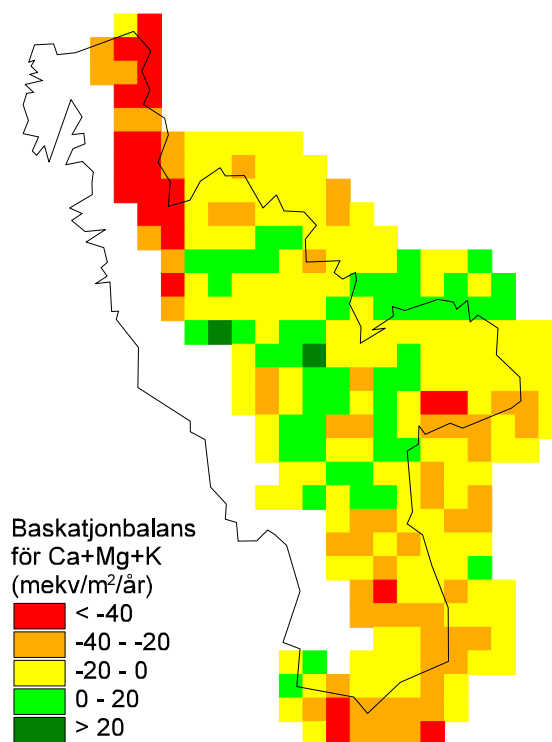 Baskatjonbalans
för Ca+Mg+K
(mekv/m²/år)
< -40
-40 - -20
-20 - 0
0 - 20
> 20